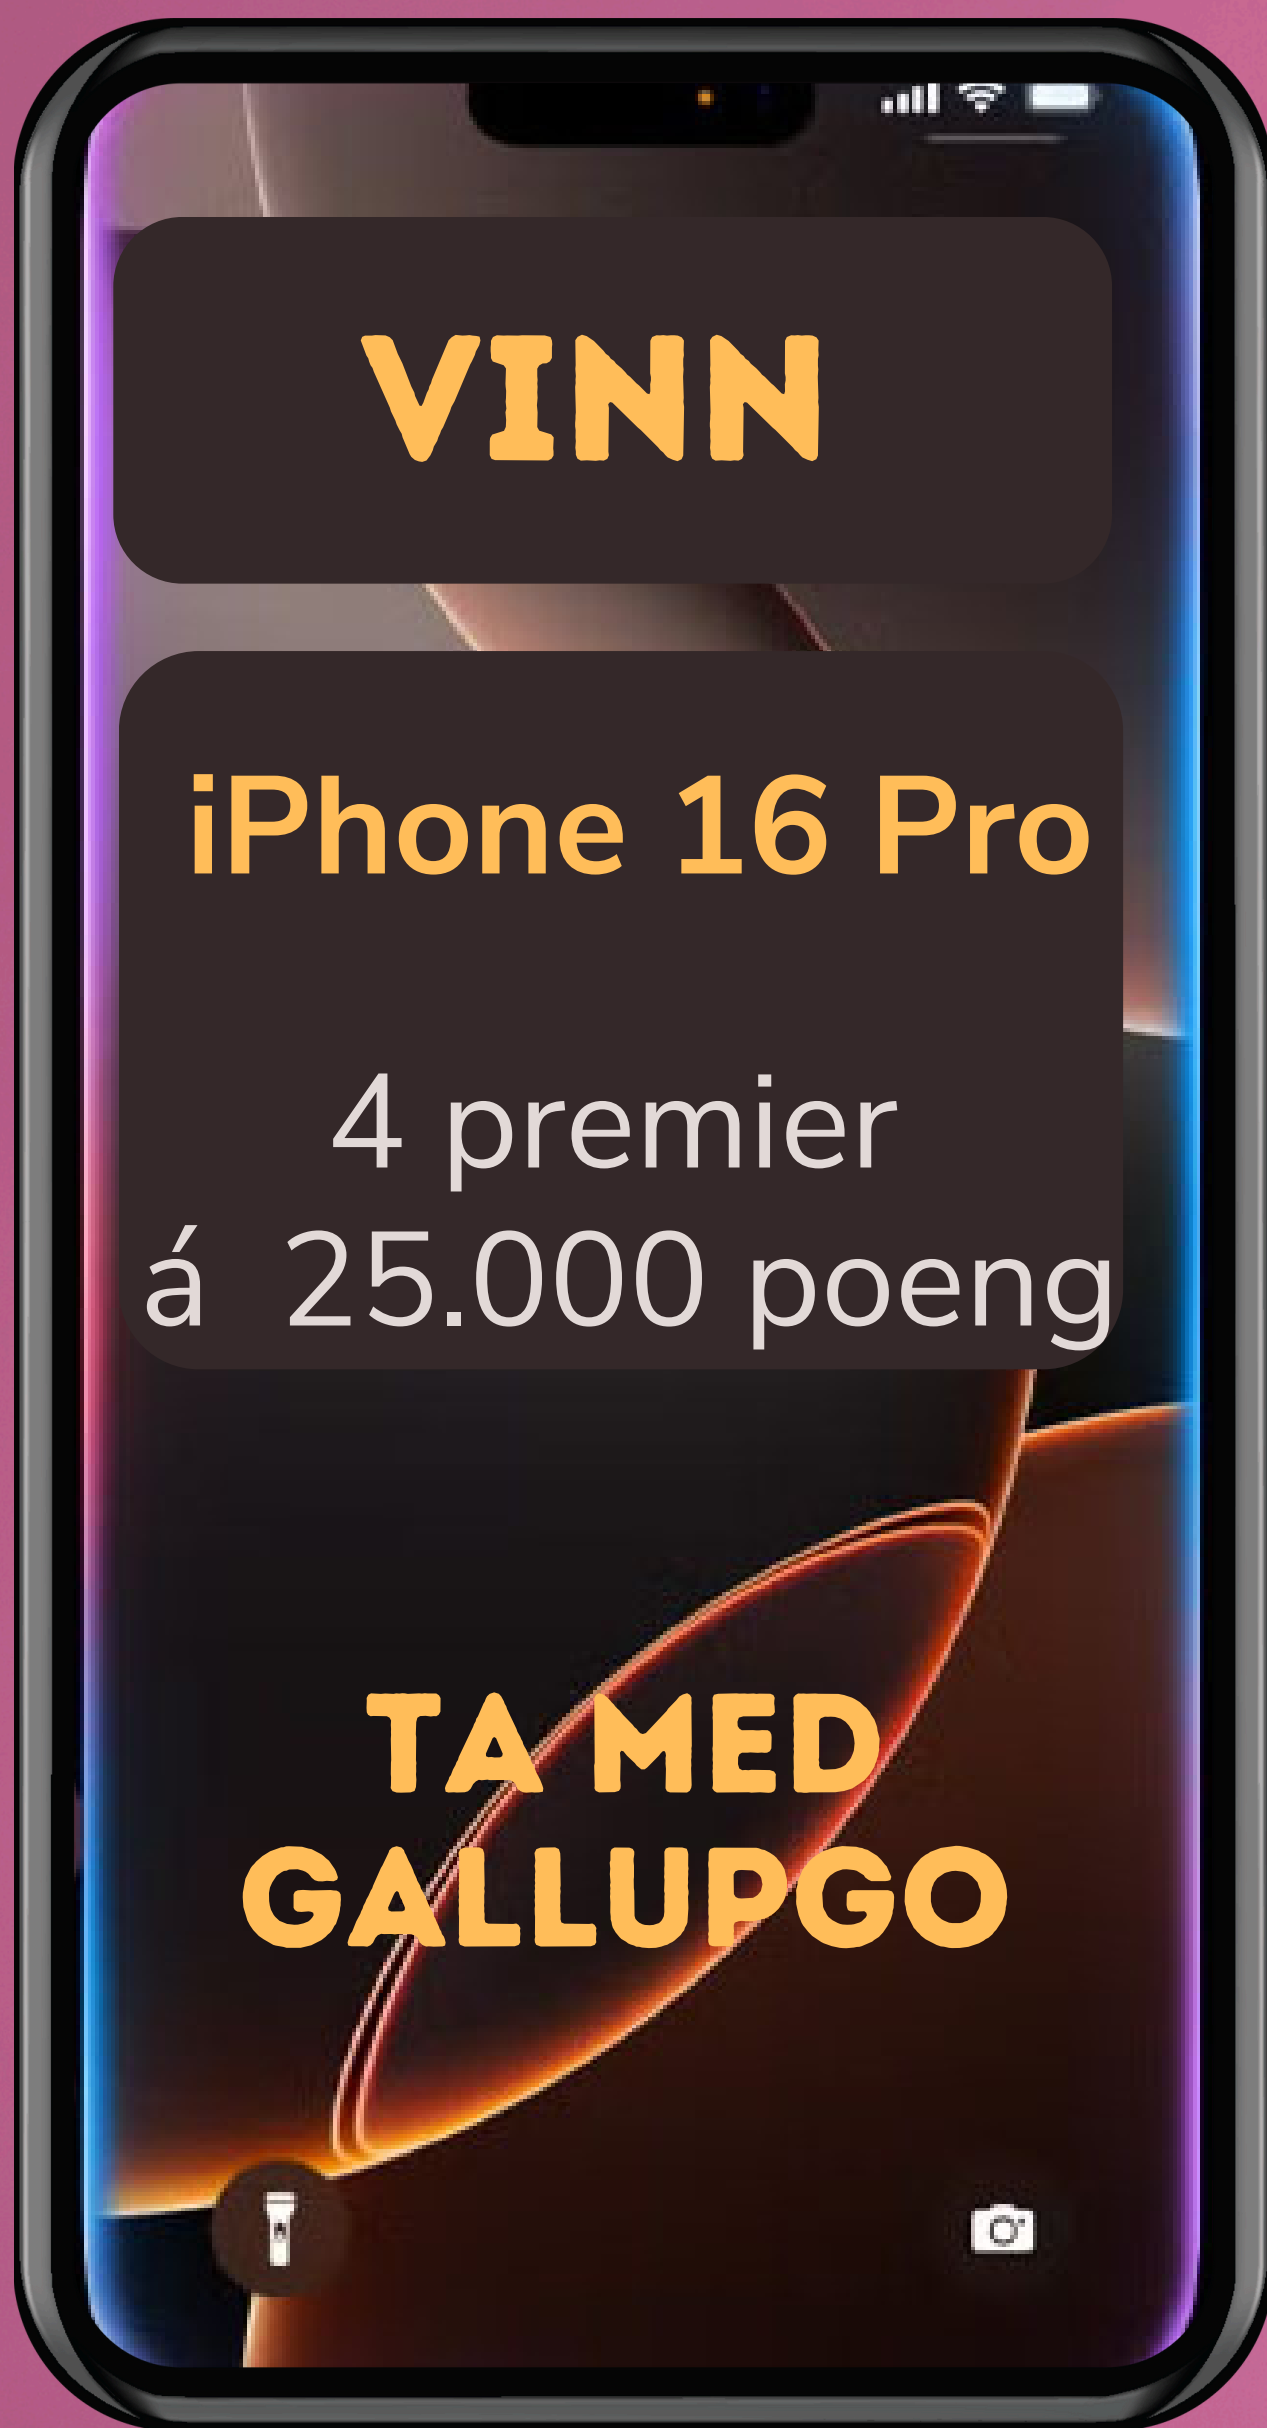 VINN
iPhone 16 Pro
4 premier
á 25.000 poeng
TA MED
GALLUPGO